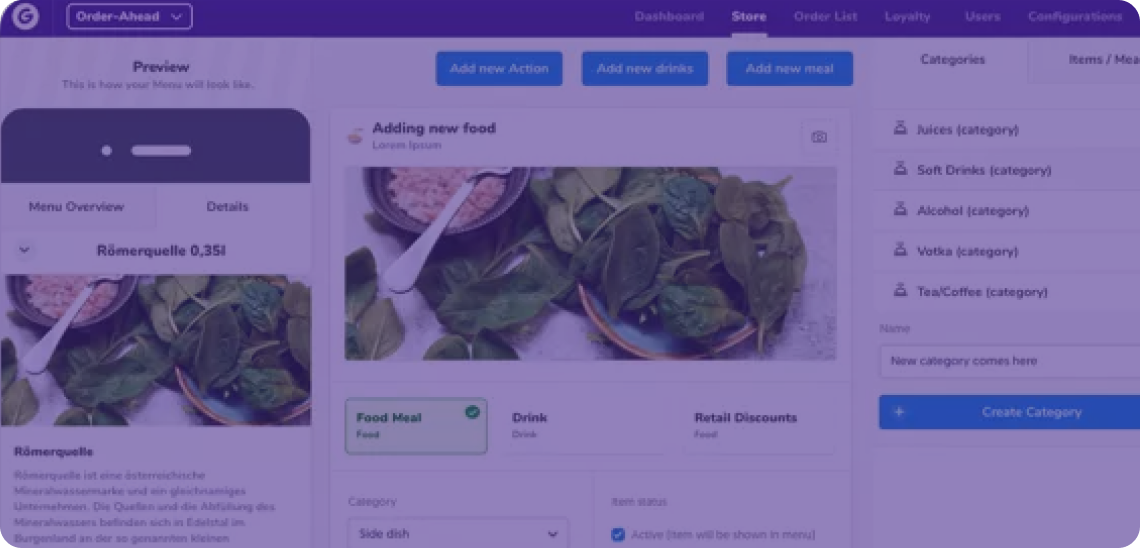 Order-Ahead
Dashboard
Store
Order List
Loyalty
Users
Configurations
Preview
This is how your Menu will look like.
Menu Overview
Details
Römerquelle 0,35l
Römerquelle
Römerquelle ist eine österreichische
Mineralwassermarke und ein gleichnamiges
Unternehmen. Die Quellen und die Abfüllung des
Mineralwassers befinden sich in Edelstal im
Burgenland an der so genannten kleinen
Add new Action
Add new drinks
Add new meal
Adding new food
Lorem Ipsum
Food Meal
Food
Drink
Drink
Retail Discounts
Food
Category
Side dish
Item status
Active (Item will be shown in menu)
Categories
Items / Mea
Juices (category)
Soft Drinks (category)
Alcohol (category)
Votka (category)
Tea/Coffee (category)
Name
New category comes here
Create Category